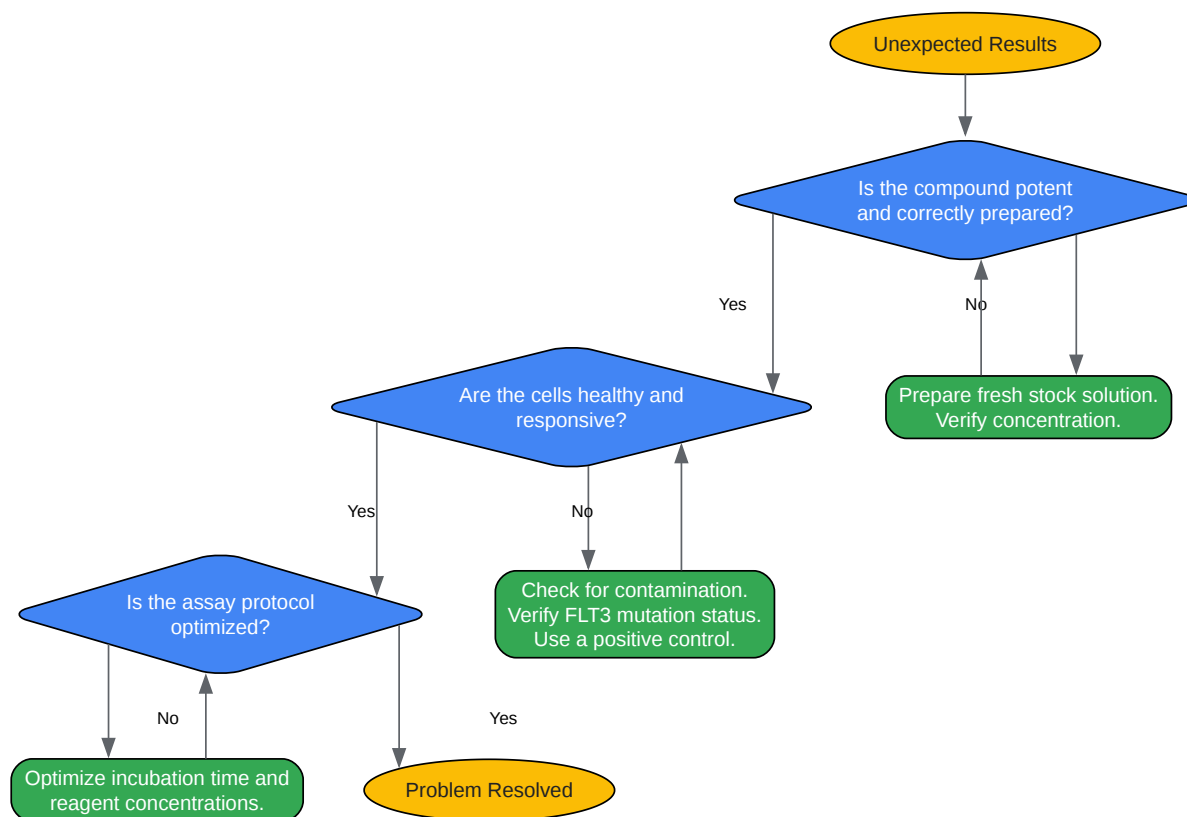 Unexpected Results
Is the compound potent
and correctly prepared?
Yes
No
Prepare fresh stock solution.
Verify concentration.
Are the cells healthy and
responsive?
Yes
No
Check for contamination.
Verify FLT3 mutation status.
Use a positive control.
Is the assay protocol
optimized?
No
Yes
Optimize incubation time and
reagent concentrations.
Problem Resolved